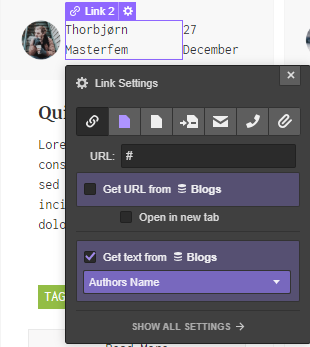 Link 2
Thorbjørn 27
Masterfem December
Link Settings
Qui
Lore
URL: #
cons
Get URL from Blogs
sed
inci
Open in new tab
dolo
Get text from Blogs
Authors Name
TAG
SHOW ALL SETTINGS →
Read More